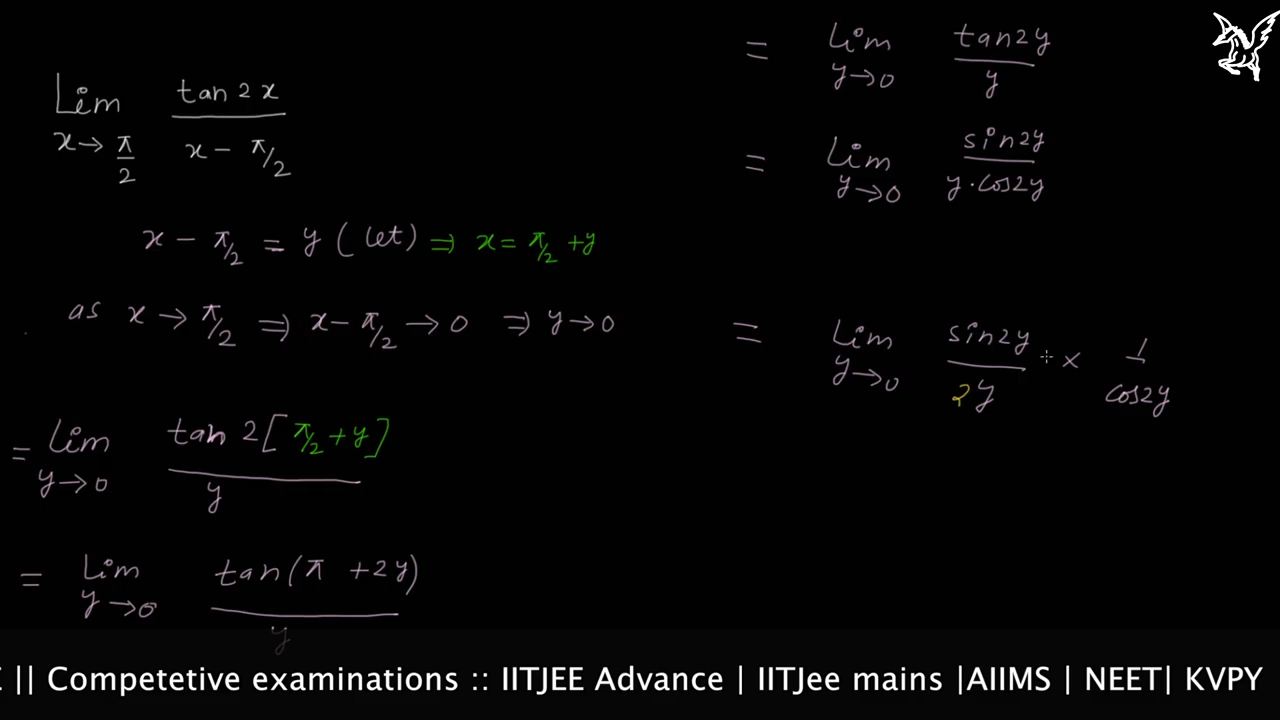 Lim x→π/2 tan 2x / x - π/2
x - π/2 = y (let) ⇒ x = π/2 + y
as x → π/2 ⇒ x - π/2 → 0 ⇒ y → 0
= lim y→0 tan 2[π/2 + y] / y
= Lim y→0 tan(π + 2y) / y
= Lim y→0 tan2y / y
= Lim y→0 sin2y / y·cos2y
= Lim y→0 sin2y / 2y × 1 / cos2y
|| Competetive examinations :: IITJEE Advance | IITJee mains |AIIMS | NEET| KVPY